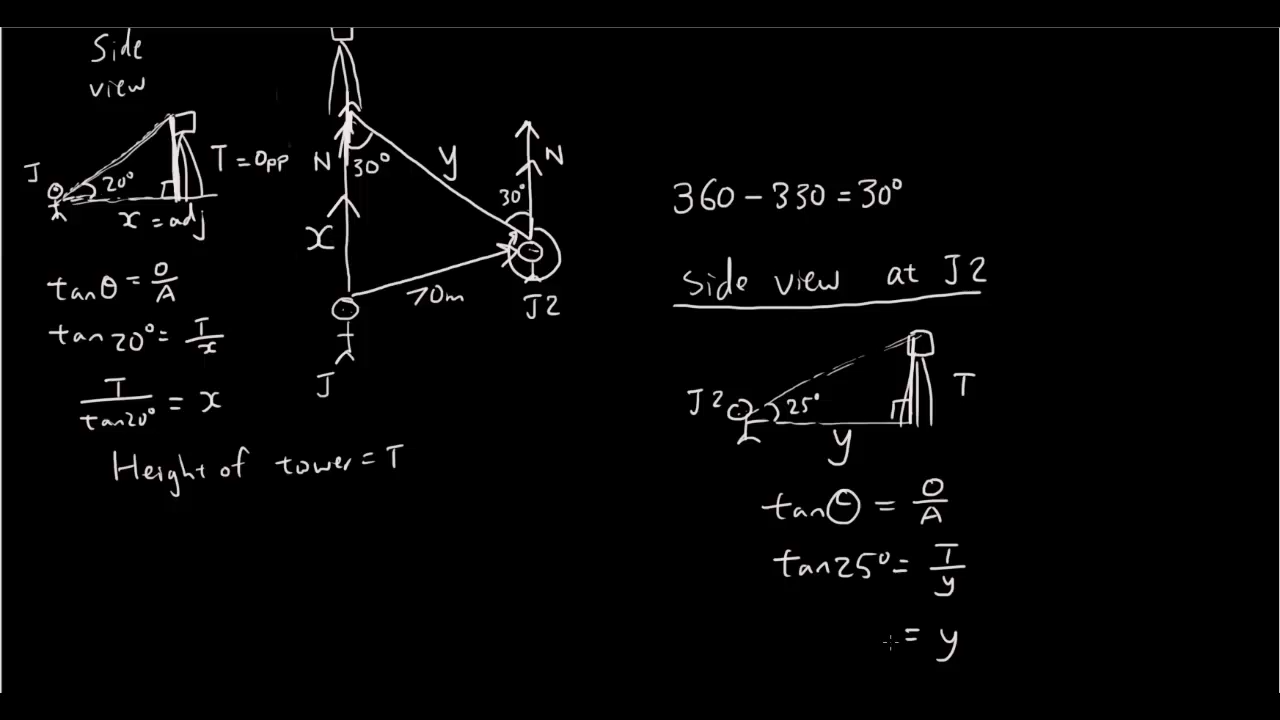 Side
view
J
20°
T = Opp
x = adj
tanθ = O/A
tan20° = T/x
T/tan20° = x
Height of tower = T
N
30°
y
x
70m
J
30°
N
J2
360 - 330 = 30°
Side view at J2
J2
25°
T
y
tanθ = O/A
tan25° = T/y
= y